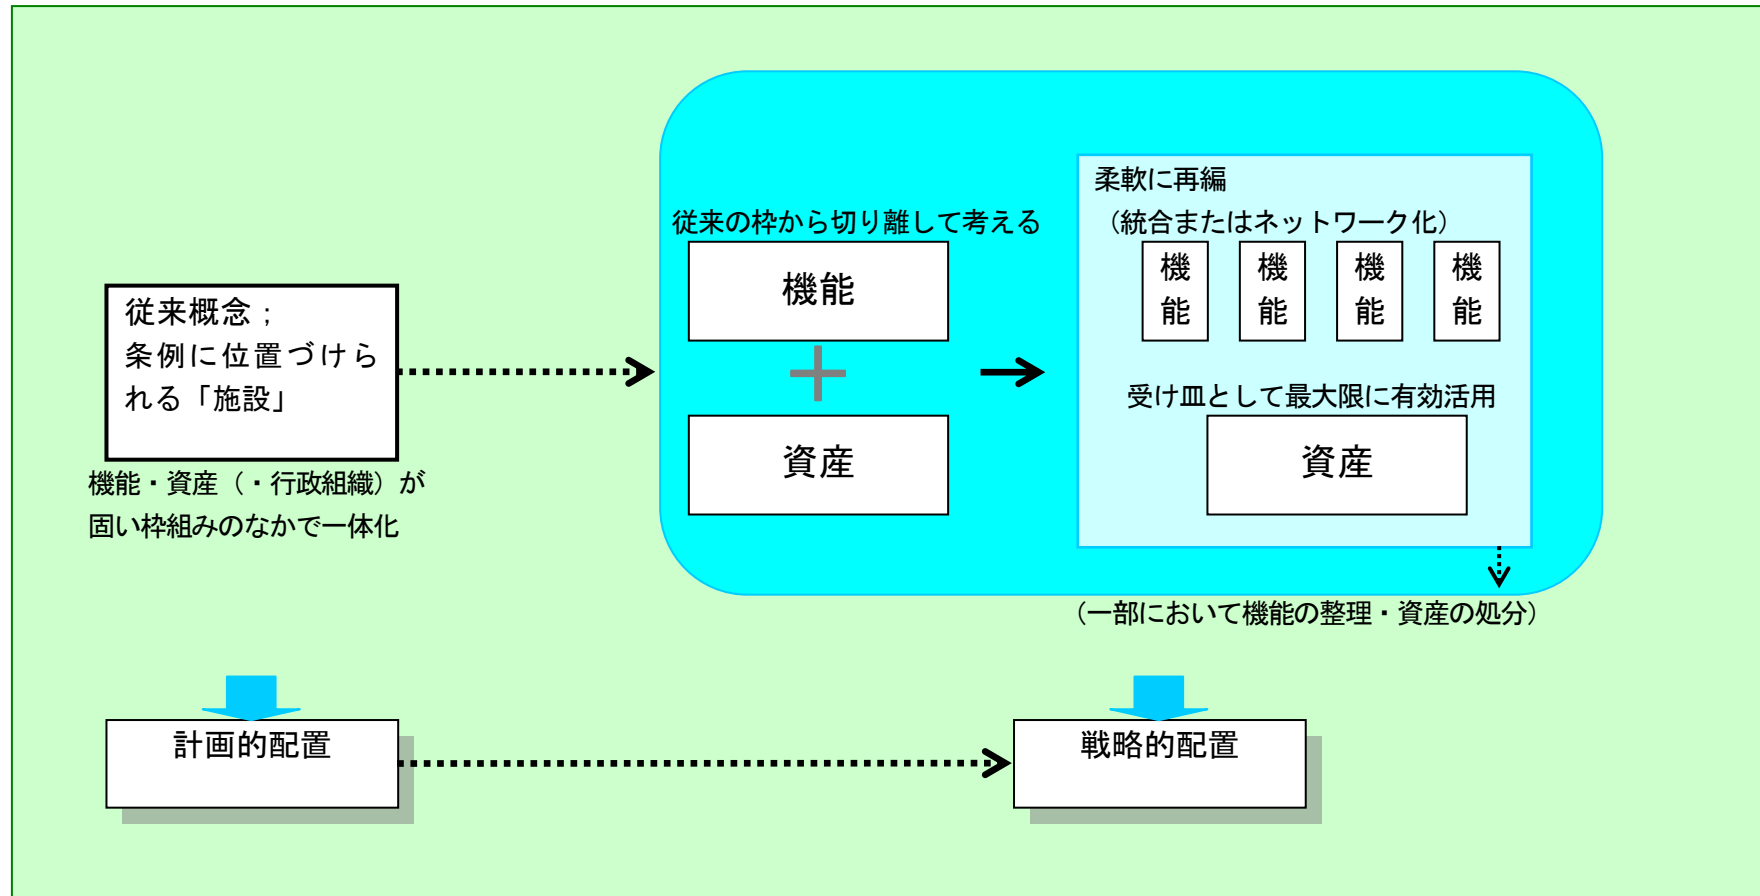 従来概念；
条例に位置づけら
れる「施設」
機能・資産（・行政組織）が
固い枠組みのなかで一体化
従来の枠から切り離して考える
機能
＋
資産
柔軟に再編
（統合またはネットワーク化）
機能
機能
機能
機能
受け皿として最大限に有効活用
資産
（一部において機能の整理・資産の処分）
計画的配置
戦略的配置